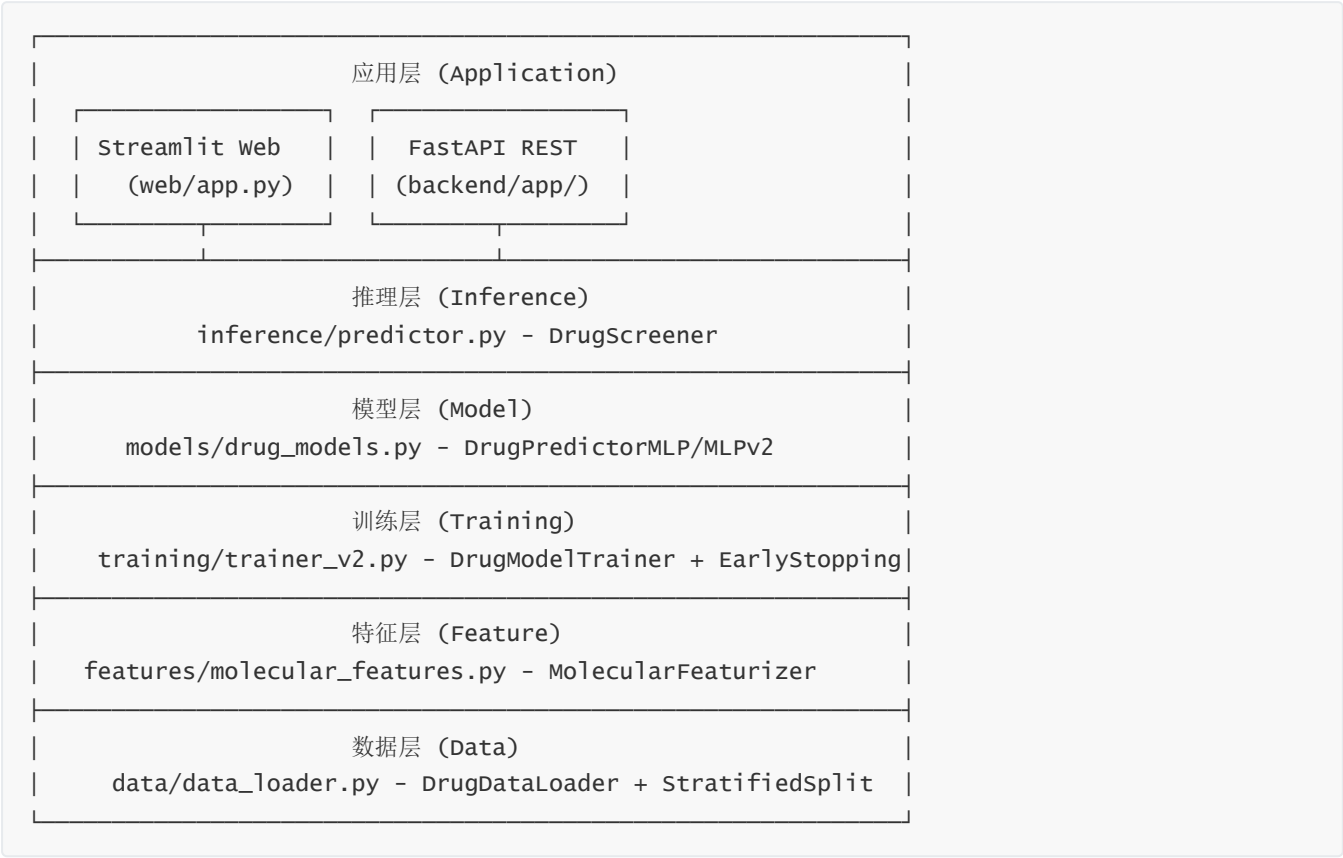 应用层 (Application)
Streamlit Web FastAPI REST
(web/app.py) (backend/app/)
推理层 (Inference)
inference/predictor.py - DrugScreener
模型层 (Model)
models/drug_models.py - DrugPredictorMLP/MLPv2
训练层 (Training)
training/trainer_v2.py - DrugModelTrainer + EarlyStopping
特征层 (Feature)
features/molecular_features.py - MolecularFeaturizer
数据层 (Data)
data/data_loader.py - DrugDataLoader + StratifiedSplit